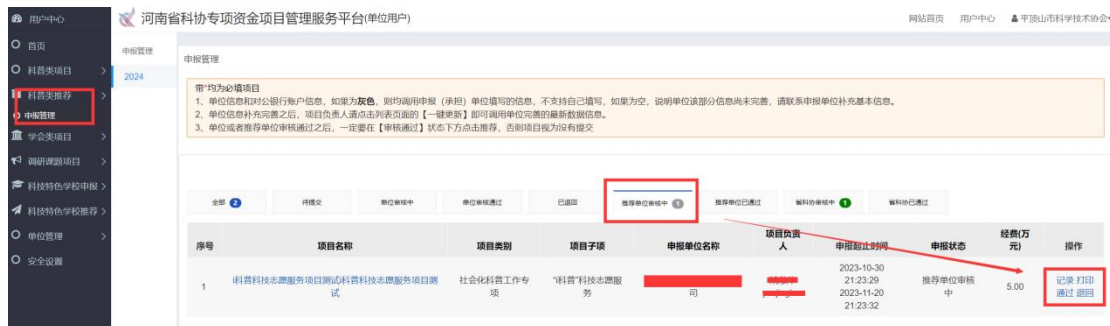 用户中心
河南省科协专项资金项目管理服务平台(单位用户)
网站首页 用户中心 平顶山市科学技术协会
首页
科普类项目
科普类推荐
申报管理
学会类项目
调研课题项目
科技特色学校申报
科技特色学校推荐
单位管理
安全设置
申报管理
2024
申报管理
带*均为必填项目
1、单位信息和对公银行账户信息，如果为灰色，则均调用申报（承担）单位填写的信息，不支持自己填写，如果为空，说明单位该部分信息尚未完善，请联系申报单位补充基本信息。
2、单位信息补充完善之后，项目负责人请点击列表页面的【一键更新】即可调用单位完善的最新数据信息。
3、单位或者推荐单位审核通过之后，一定要在【审核通过】状态下方点击推荐，否则项目视为没有提交
全部 2 待提交 单位审核中 单位审核通过 已退回 推荐单位审核中 1 推荐单位已通过 省科协审核中 1 省科协已通过
序号 项目名称 项目类别 项目子项 申报单位名称 项目负责人 申报起止时间 申报状态 经费(万元) 操作
1 i科普科技志愿服务项目测试科普科技志愿服务项目测试 社会化科普工作专项 "i科普"科技志愿服务 司 2023-10-30 21:23:29 2023-11-20 21:23:32 推荐单位审核中 5.00 记录 打印 通过 退回